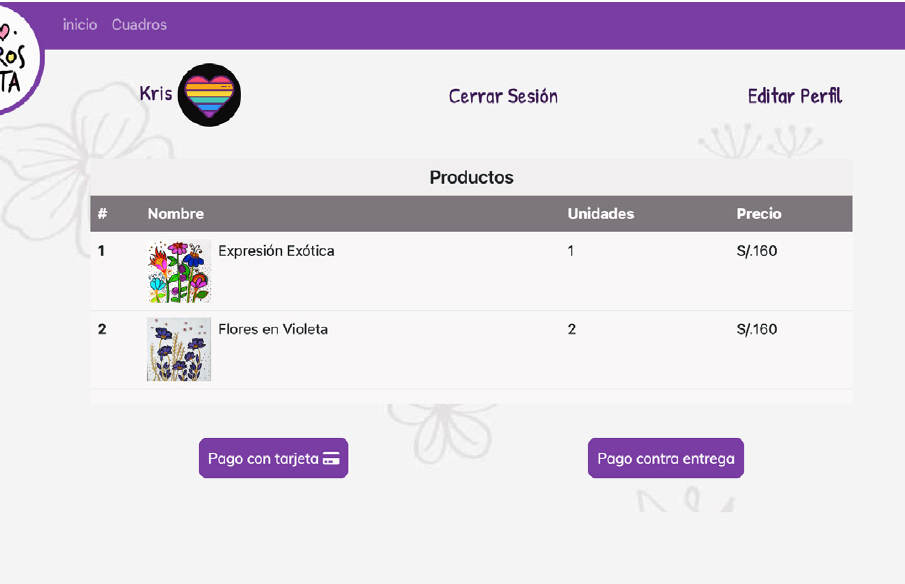 inicio Cuadros
Kris Cerrar Sesión Editar Perfil
Productos
# Nombre Unidades Precio
1 Expresión Exótica 1 S/.160
2 Flores en Violeta 2 S/.160
Pago con tarjeta Pago contra entrega